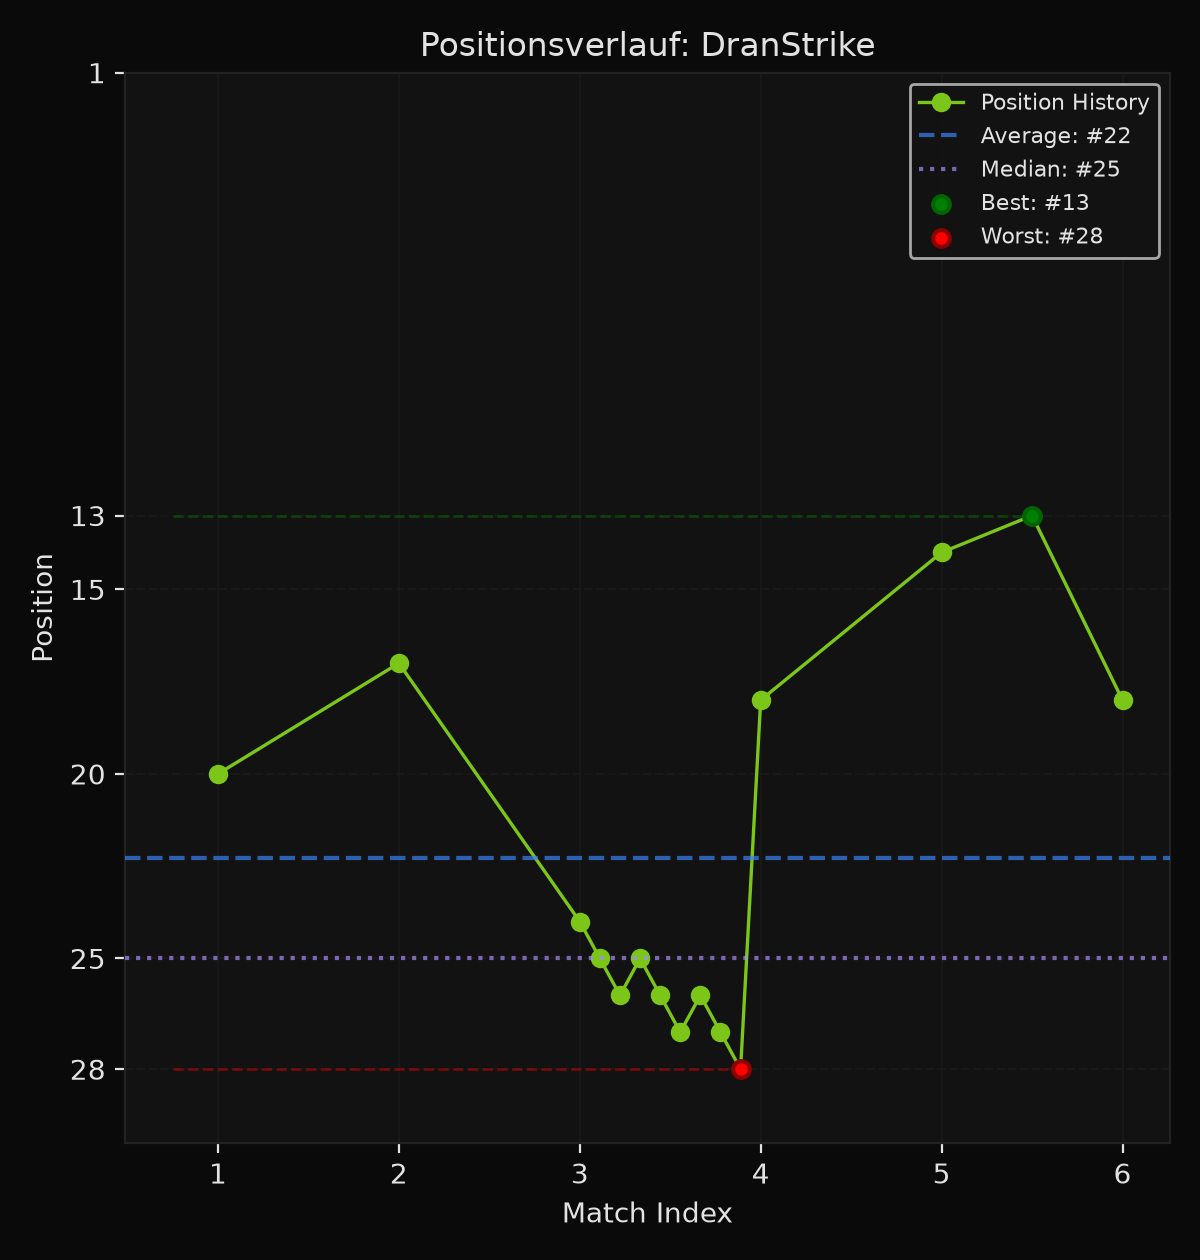 Positionsverlauf: DranStrike
Position History
Average: #22
Median: #25
Best: #13
Worst: #28
Position
1
13
15
20
25
28
1 2 3 4 5 6
Match Index